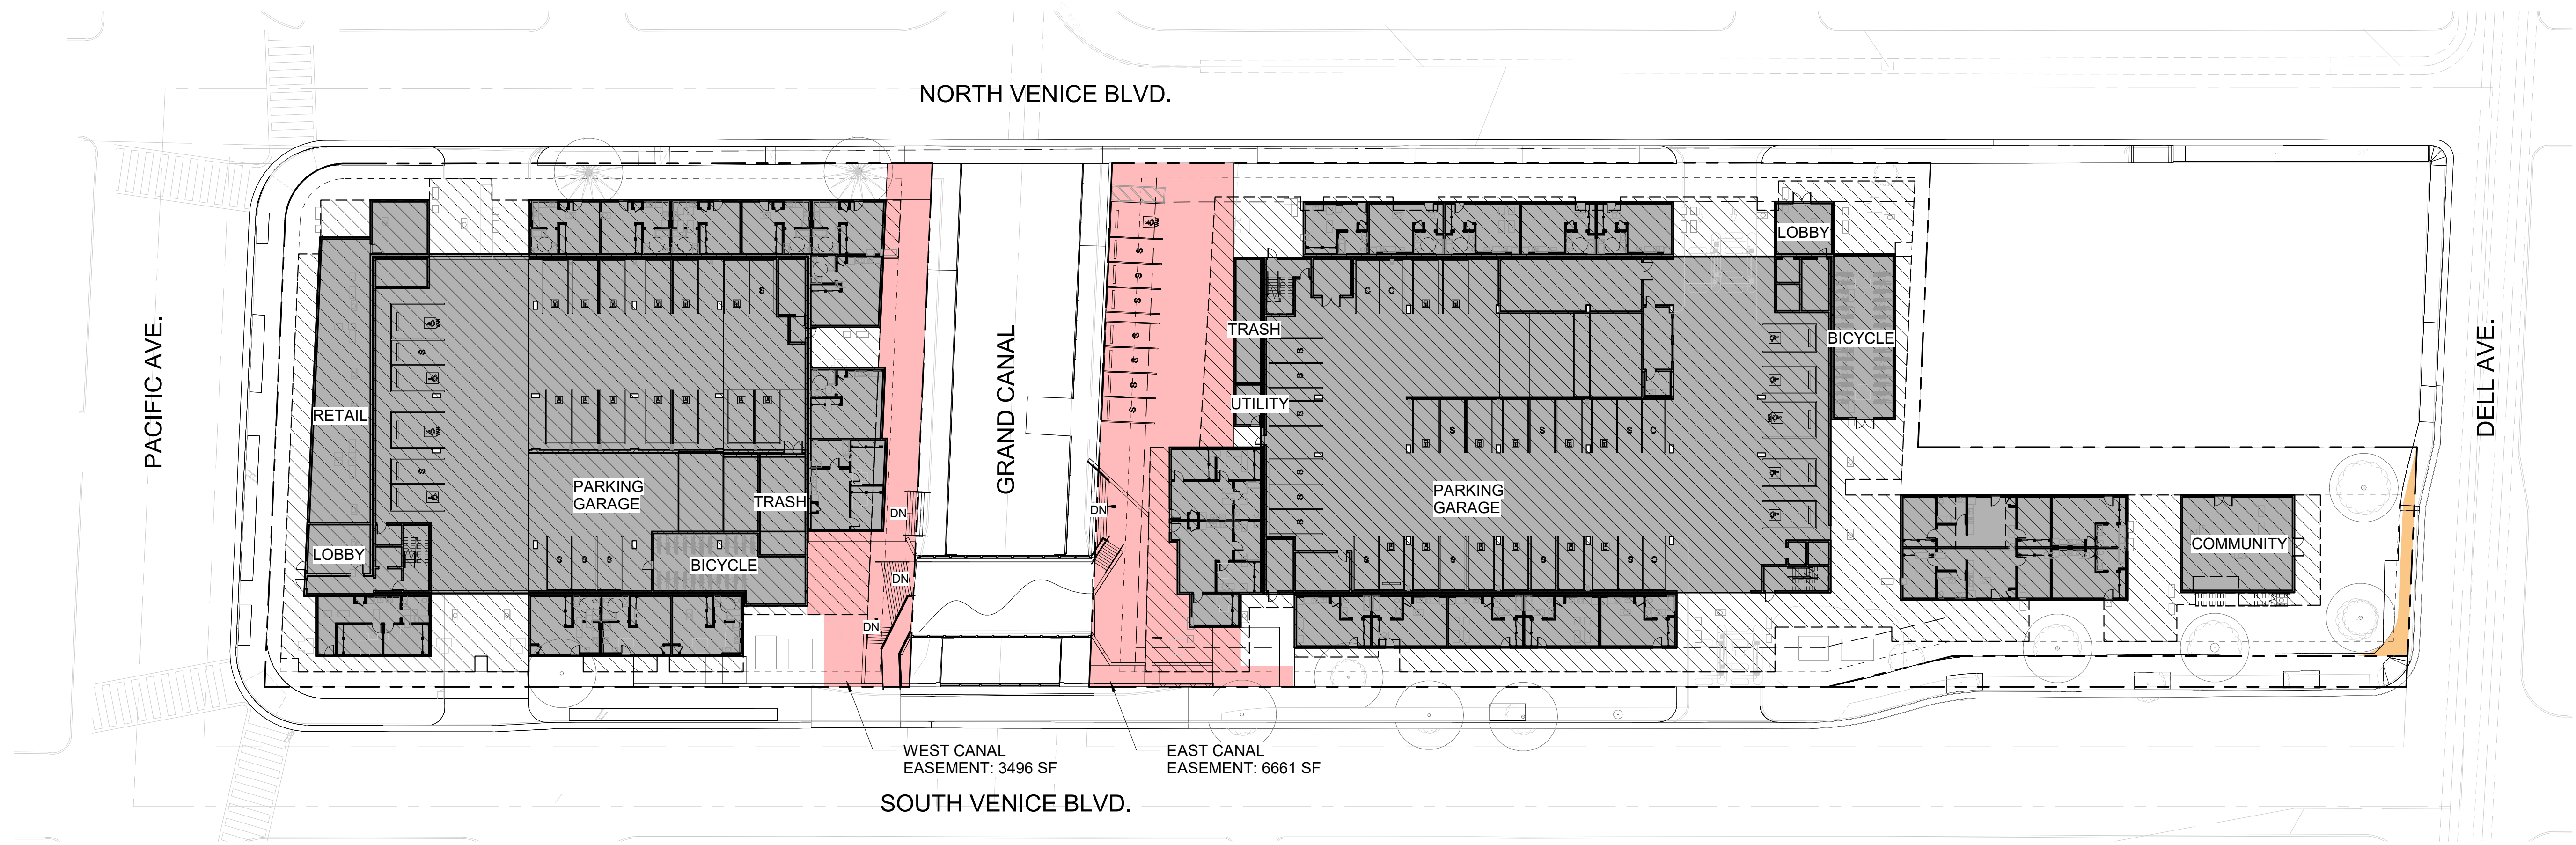 NORTH VENICE BLVD.
PACIFIC AVE.
RETAIL
LOBBY
PARKING
GARAGE
TRASH
BICYCLE
DN
DN
DN
GRAND CANAL
DN
TRASH
UTILITY
PARKING
GARAGE
LOBBY
BICYCLE
COMMUNITY
DELL AVE.
WEST CANAL
EASEMENT: 3496 SF
EAST CANAL
EASEMENT: 6661 SF
SOUTH VENICE BLVD.